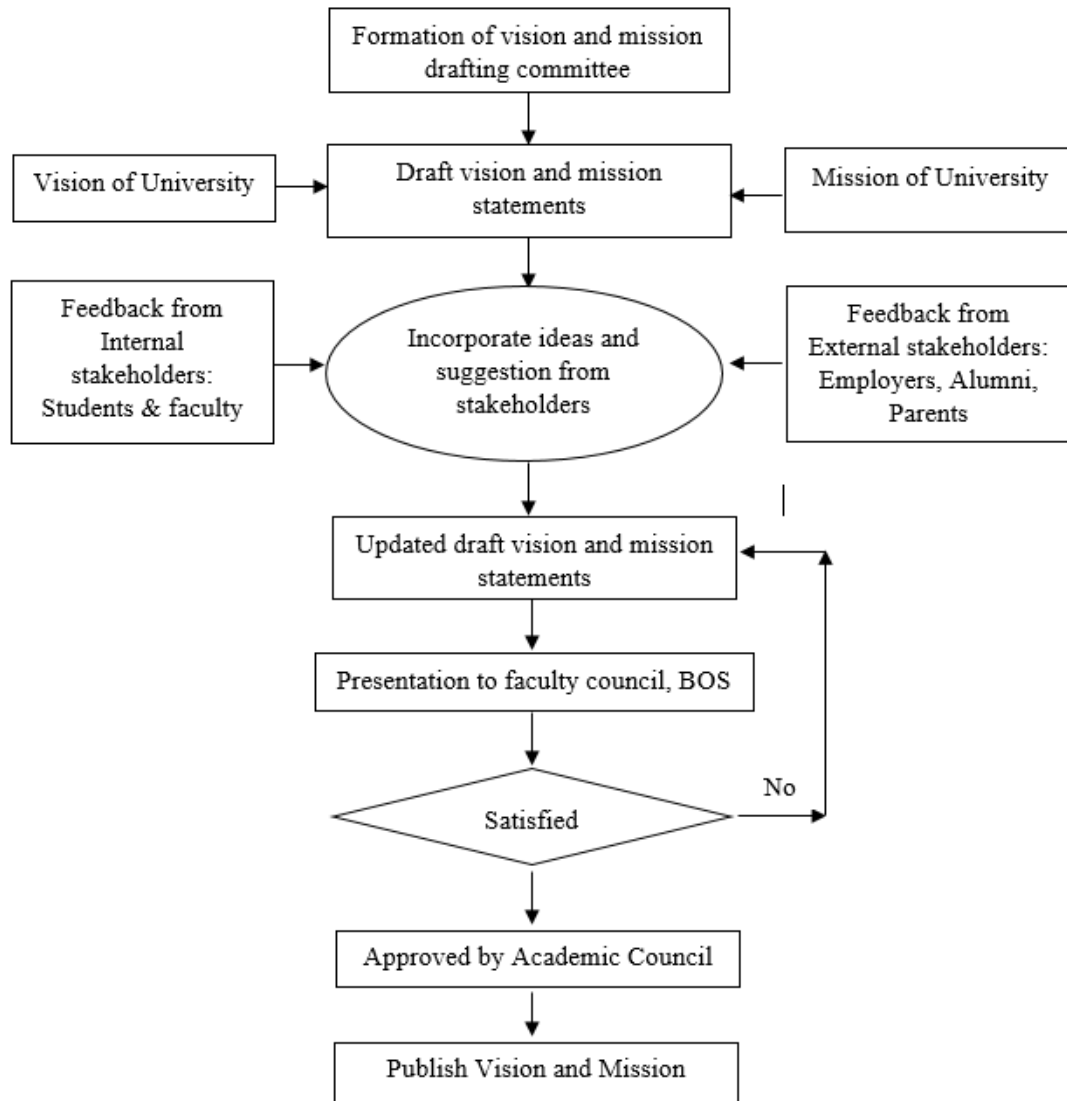 Formation of vision and mission
drafting committee
Vision of University
Draft vision and mission
statements
Mission of University
Feedback from
Internal
stakeholders:
Students & faculty
Incorporate ideas and
suggestion from
stakeholders
Feedback from
External stakeholders:
Employers, Alumni,
Parents
Updated draft vision and mission
statements
Presentation to faculty council, BOS
Satisfied
No
Approved by Academic Council
Publish Vision and Mission